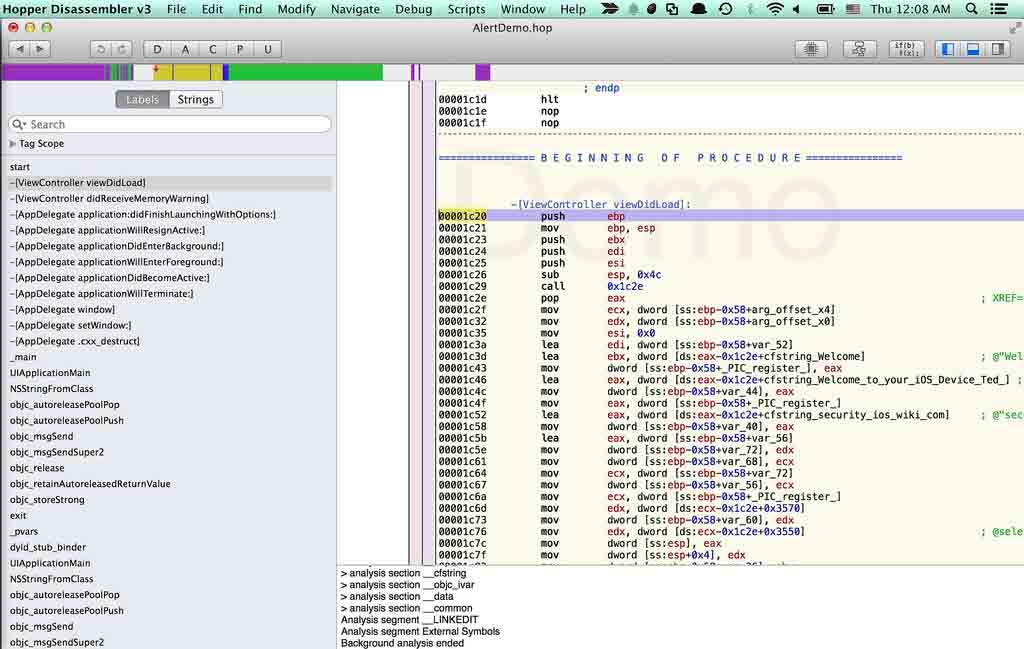 Hopper Disassembler v3 File Edit Find Modify Navigate Debug Scripts Window Help Thu 12:08 AM
AlertDemo.hop
D A C P U if(b) f(x);
Labels Strings
Search
Tag Scope
start
-[ViewController viewDidLoad]
-[ViewController didReceiveMemoryWarning]
-[AppDelegate application:didFinishLaunchingWithOptions:]
-[AppDelegate applicationWillResignActive:]
-[AppDelegate applicationDidEnterBackground:]
-[AppDelegate applicationWillEnterForeground:]
-[AppDelegate applicationDidBecomeActive:]
-[AppDelegate applicationWillTerminate:]
-[AppDelegate window]
-[AppDelegate setWindow:]
-[AppDelegate .cxx_destruct]
_main
UIApplicationMain
NSStringFromClass
objc_autoreleasePoolPop
objc_autoreleasePoolPush
objc_msgSend
objc_msgSendSuper2
objc_release
objc_retainAutoreleasedReturnValue
objc_storeStrong
exit
_pvars
dyld_stub_binder
UIApplicationMain
NSStringFromClass
objc_autoreleasePoolPop
objc_autoreleasePoolPush
objc_msgSend
objc_msgSendSuper2
; endp
00001c1d hlt
00001c1e nop
00001c1f nop
================ B E G I N N I N G   O F   P R O C E D U R E ================
Demo
-[ViewController viewDidLoad]:
00001c20 push ebp
00001c21 mov ebp, esp
00001c23 push ebx
00001c24 push edi
00001c25 push esi
00001c26 sub esp, 0x4c
00001c29 call 0x1c2e
00001c2e pop eax ; XREF=
00001c2f mov ecx, dword [ss:ebp-0x58+arg_offset_x4]
00001c32 mov edx, dword [ss:ebp-0x58+arg_offset_x0]
00001c35 mov esi, 0x0
00001c3a lea edi, dword [ss:ebp-0x58+var_52]
00001c3d lea ebx, dword [ds:eax-0x1c2e+cfstring_Welcome] ; @"Wel
00001c43 mov dword [ss:ebp-0x58+_PIC_register_], eax
00001c46 lea eax, dword [ds:eax-0x1c2e+cfstring_Welcome_to_your_iOS_Device_Ted_] ;
00001c4c mov dword [ss:ebp-0x58+var_44], eax
00001c4f mov eax, dword [ss:ebp-0x58+_PIC_register_]
00001c52 lea eax, dword [ds:eax-0x1c2e+cfstring_security_ios_wiki_com] ; @"sec
00001c58 mov dword [ss:ebp-0x58+var_40], eax
00001c5b lea eax, dword [ss:ebp-0x58+var_56]
00001c5e mov dword [ss:ebp-0x58+var_72], edx
00001c61 mov dword [ss:ebp-0x58+var_68], ecx
00001c64 mov ecx, dword [ss:ebp-0x58+var_72]
00001c67 mov dword [ss:ebp-0x58+var_56], ecx
00001c6a mov ecx, dword [ss:ebp-0x58+_PIC_register_]
00001c6d mov edx, dword [ds:ecx-0x1c2e+0x3570]
00001c73 mov dword [ss:ebp-0x58+var_60], edx
00001c76 mov edx, dword [ds:ecx-0x1c2e+0x3550] ; @sele
00001c7c mov dword [ss:esp], eax
00001c7f mov dword [ss:esp+0x4], edx
> analysis section __cfstring
> analysis section __objc_ivar
> analysis section __data
> analysis section __common
Analysis segment __LINKEDIT
Analysis segment External Symbols
Background analysis ended